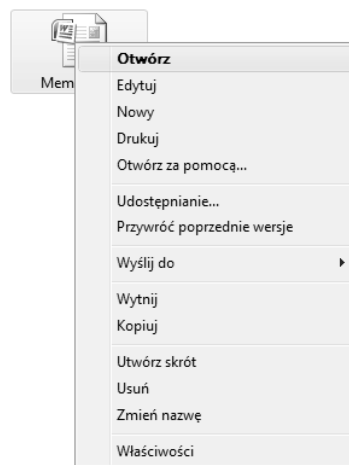 Otwórz
Edytuj
Nowy
Drukuj
Otwórz za pomocą...
Udostępnianie...
Przywróć poprzednie wersje
Wyślij do
Wytnij
Kopiuj
Utwórz skrót
Usuń
Zmień nazwę
Właściwości